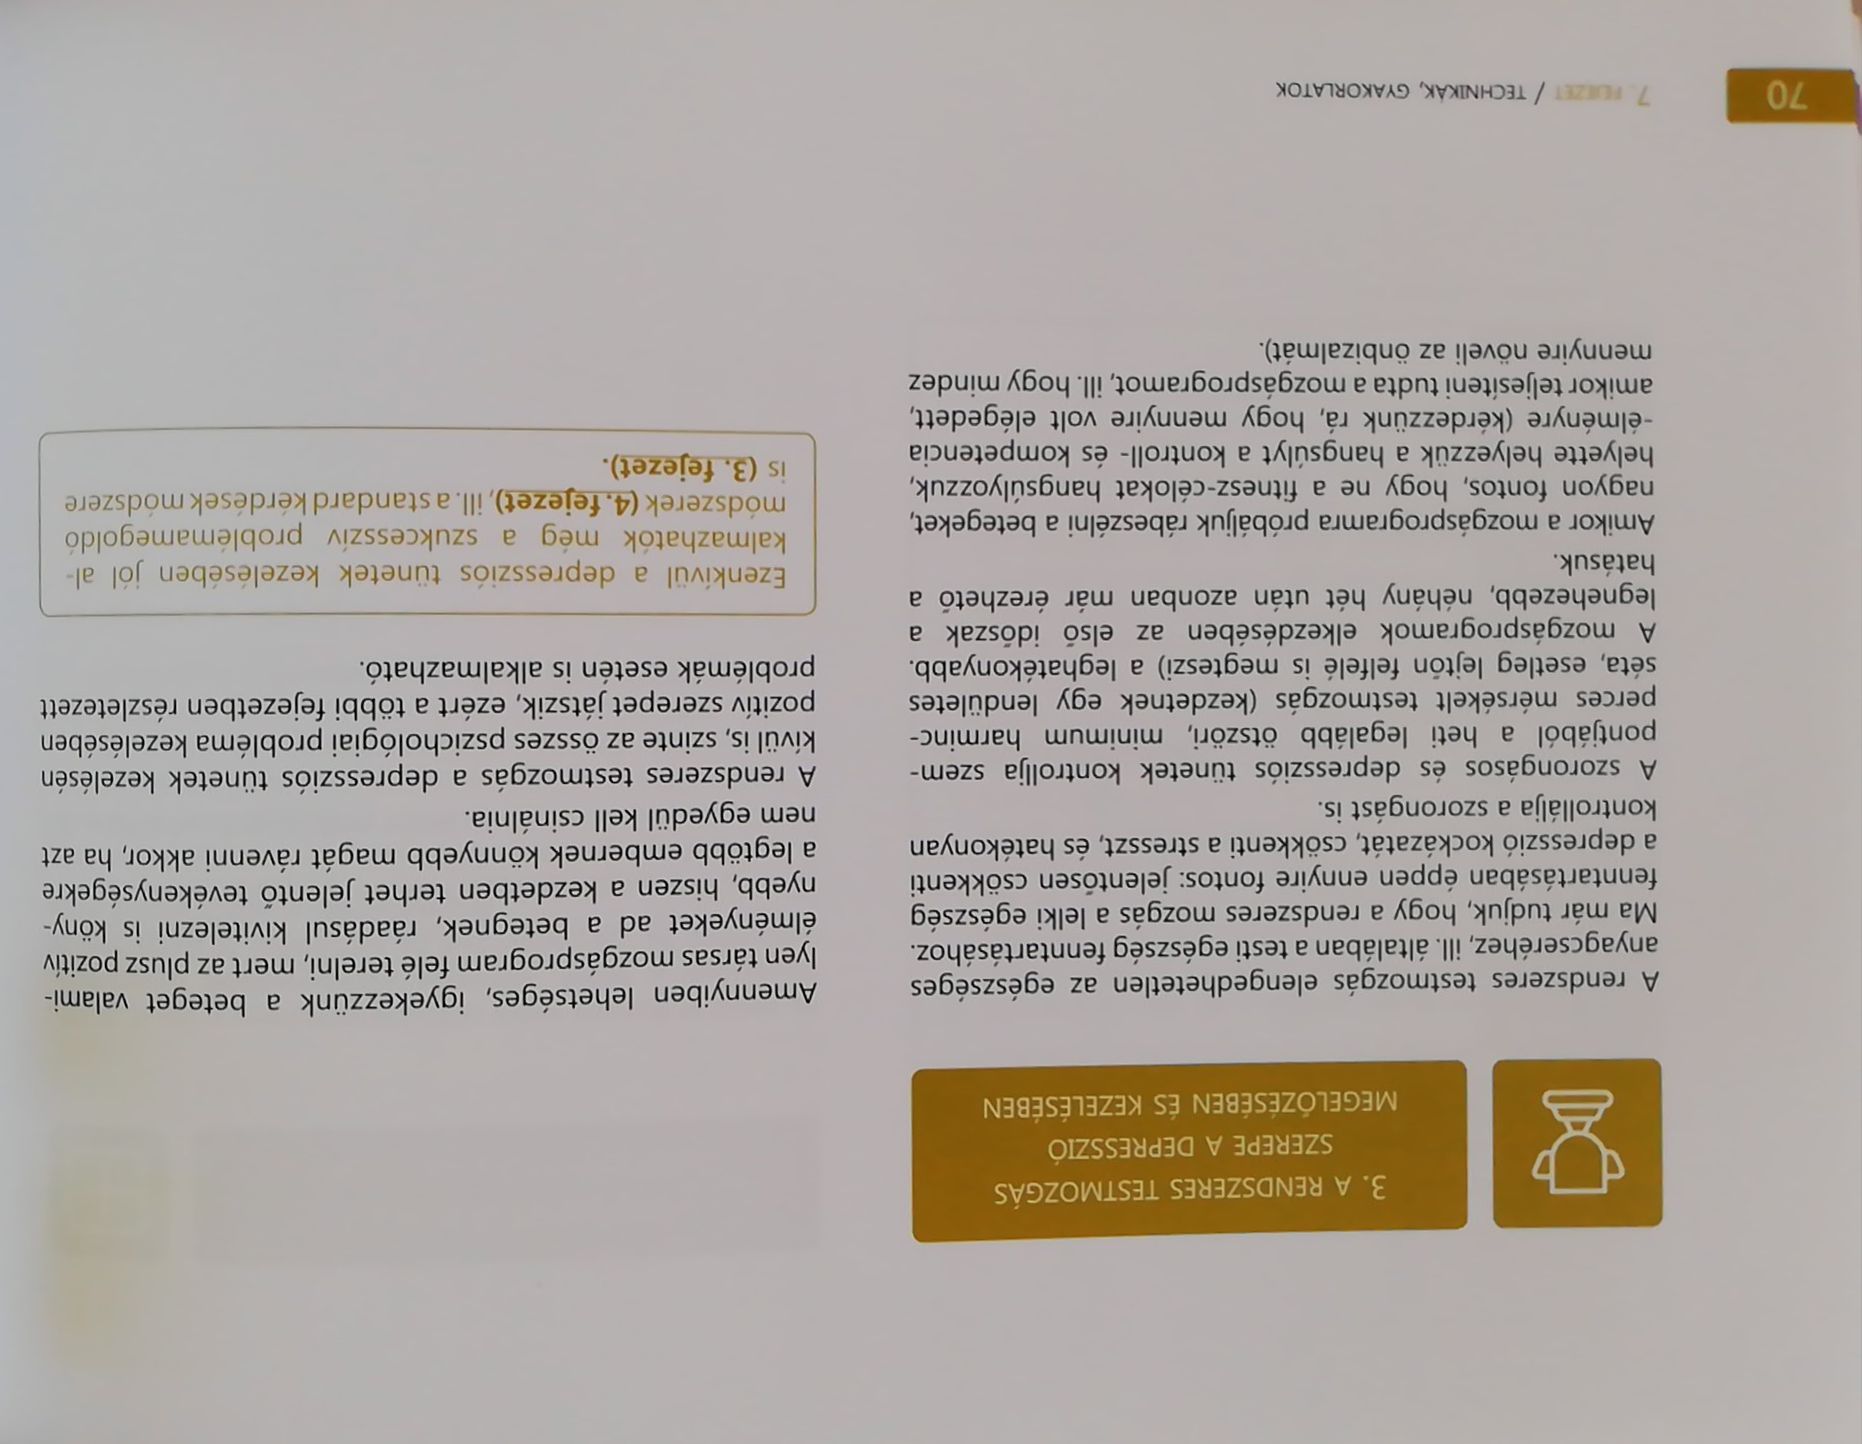 3. A RENDSZERES TESTMOZGÁS
SZEREPE A DEPRESSZIÓ
MEGELŐZÉSÉBEN ÉS KEZELÉSÉBEN
A rendszeres testmozgás elengedhetetlen az egészséges
anyagcseréhez, ill. általában a testi egészség fenntartásához.
Ma már tudjuk, hogy a rendszeres mozgás a lelki egészség
fenntartásában éppen ennyire fontos: jelentősen csökkenti
a depresszió kockázatát, csökkenti a stresszt, és hatékonyan
kontrollálja a szorongást is.
A szorongásos és depressziós tünetek kontrollja szem-
pontjából a heti legalább ötszöri, minimum harminc-
perces mérsékelt testmozgás (kezdetnek egy lendületes
séta, esetleg lejtőn felfelé is megteszi) a leghatékonyabb.
A mozgásprogramok elkezdésében az első időszak a
legnehezebb, néhány hét után azonban már érezhető a
hatásuk.
Amikor a mozgásprogramra próbáljuk rábeszélni a betegeket,
nagyon fontos, hogy ne a fitnesz-célokat hangsúlyozzuk,
helyette helyezzük a hangsúlyt a kontroll- és kompetencia
-élményre (kérdezzünk rá, hogy mennyire volt elégedett,
amikor teljesíteni tudta a mozgásprogramot, ill. hogy mindez
mennyire növeli az önbizalmát).
Amennyiben lehetséges, igyekezzünk a beteget valami-
lyen társas mozgásprogram felé terelni, mert az plusz pozitív
élményeket ad a betegnek, ráadásul kivitelezni is köny-
nyebb, hiszen a kezdetben terhet jelentő tevékenységekre
a legtöbb embernek könnyebb magát rávenni akkor, ha azt
nem egyedül kell csinálnia.
A rendszeres testmozgás a depressziós tünetek kezelésén
kívül is, szinte az összes pszichológiai probléma kezelésében
pozitív szerepet játszik, ezért a többi fejezetben részletezett
problémák esetén is alkalmazható.
Ezenkívül a depressziós tünetek kezelésében jól al-
kalmazhatók még a szukcesszív problémamegoldó
módszerek (4. fejezet), ill. a standard kérdések módszere
is (3. fejezet).
70
7. FEJEZET / TECHNIKÁK, GYAKORLATOK